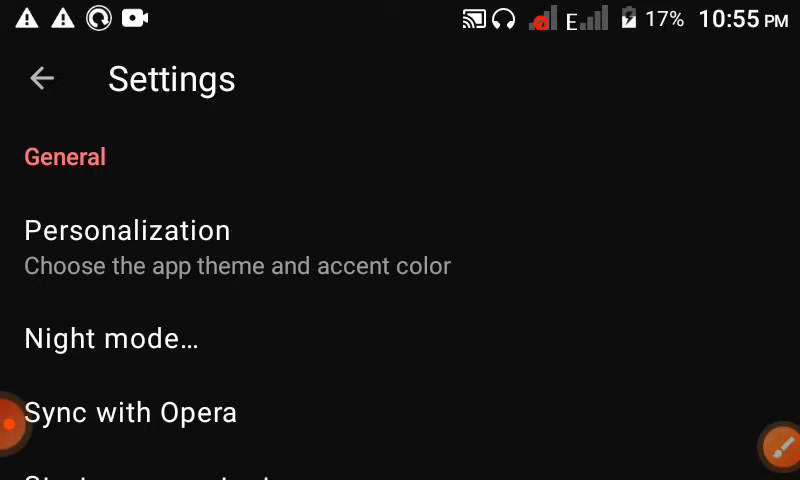 E 17% 10:55 PM
Settings
General
Personalization
Choose the app theme and accent color
Night mode...
Sync with Opera